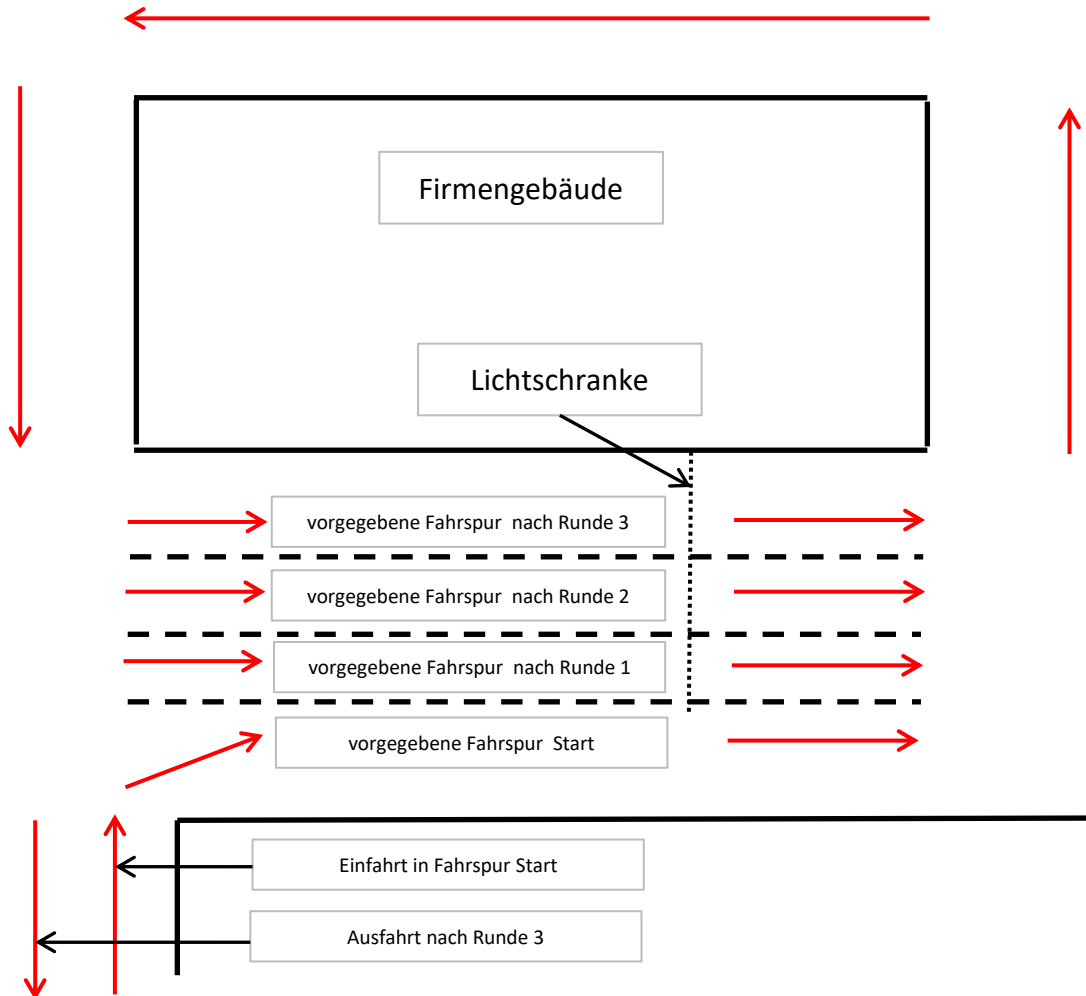 Firmengebäude
Lichtschranke
vorgegebene Fahrspur nach Runde 3
vorgegebene Fahrspur nach Runde 2
vorgegebene Fahrspur nach Runde 1
vorgegebene Fahrspur Start
Einfahrt in Fahrspur Start
Ausfahrt nach Runde 3